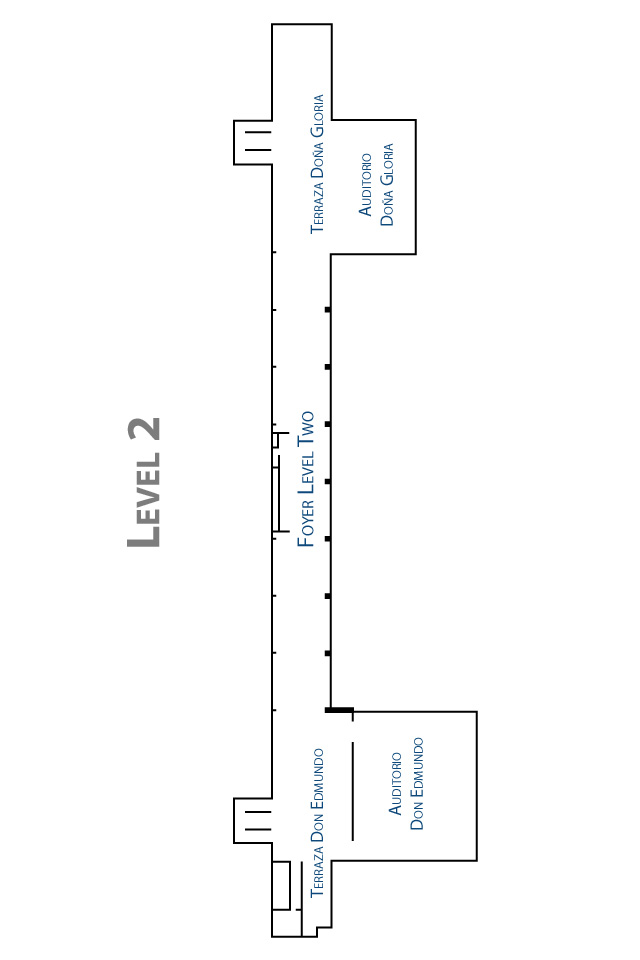 Level 2
Terraza Doña Gloria
Auditorio
Doña Gloria
Foyer Level Two
Terraza Don Edmundo
Auditorio
Don Edmundo